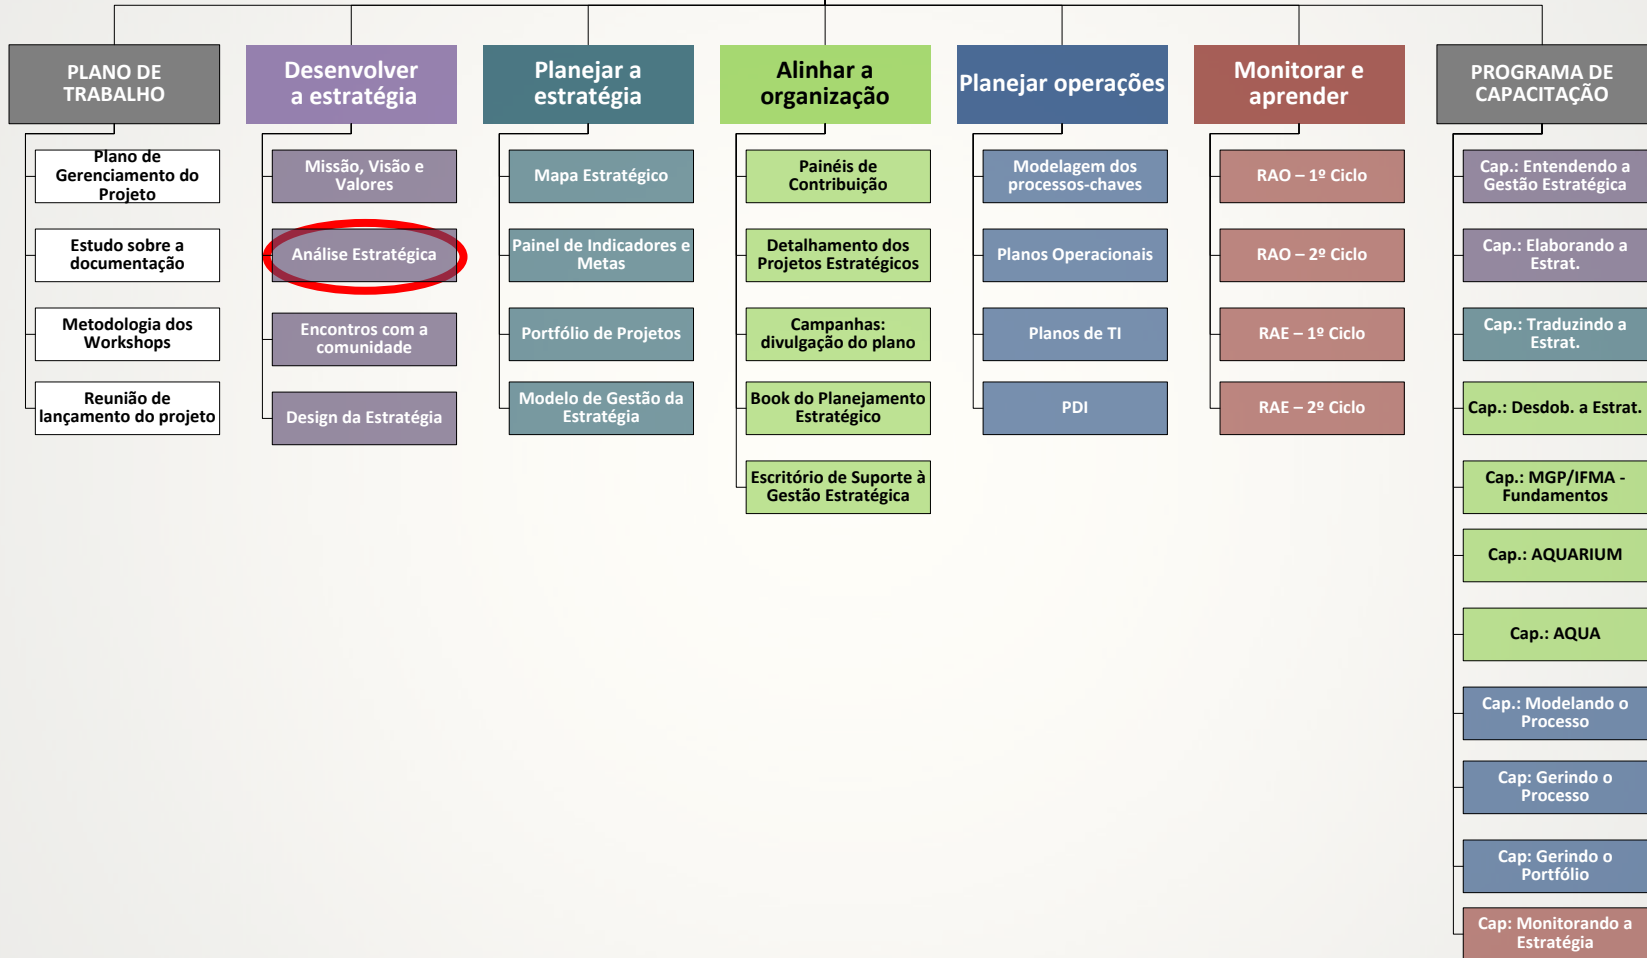 PLANO DE
TRABALHO
Plano de
Gerenciamento do
Projeto
Estudo sobre a
documentação
Metodologia dos
Workshops
Reunião de
lançamento do projeto
Desenvolver
a estratégia
Missão, Visão e
Valores
Análise Estratégica
Encontros com a
comunidade
Design da Estratégia
Planejar a
estratégia
Mapa Estratégico
Painel de Indicadores e
Metas
Portfólio de Projetos
Modelo de Gestão da
Estratégia
Alinhar a
organização
Painéis de
Contribuição
Detalhamento dos
Projetos Estratégicos
Campanhas:
divulgação do plano
Book do Planejamento
Estratégico
Escritório de Suporte à
Gestão Estratégica
Planejar operações
Modelagem dos
processos-chaves
Planos Operacionais
Planos de TI
PDI
Monitorar e
aprender
RAO – 1º Ciclo
RAO – 2º Ciclo
RAE – 1º Ciclo
RAE – 2º Ciclo
PROGRAMA DE
CAPACITAÇÃO
Cap.: Entendendo a
Gestão Estratégica
Cap.: Elaborando a
Estrat.
Cap.: Traduzindo a
Estrat.
Cap.: Desdob. a Estrat.
Cap.: MGP/IFMA -
Fundamentos
Cap.: AQUARIUM
Cap.: AQUA
Cap.: Modelando o
Processo
Cap: Gerindo o
Processo
Cap: Gerindo o
Portfólio
Cap: Monitorando a
Estratégia